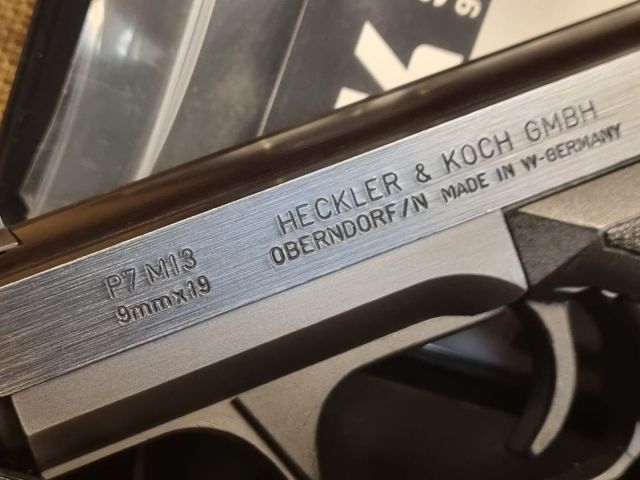 HECKLER & KOCH GMBH
OBERNDORF/N MADE IN W-GERMANY
P7 M13
9mmx19